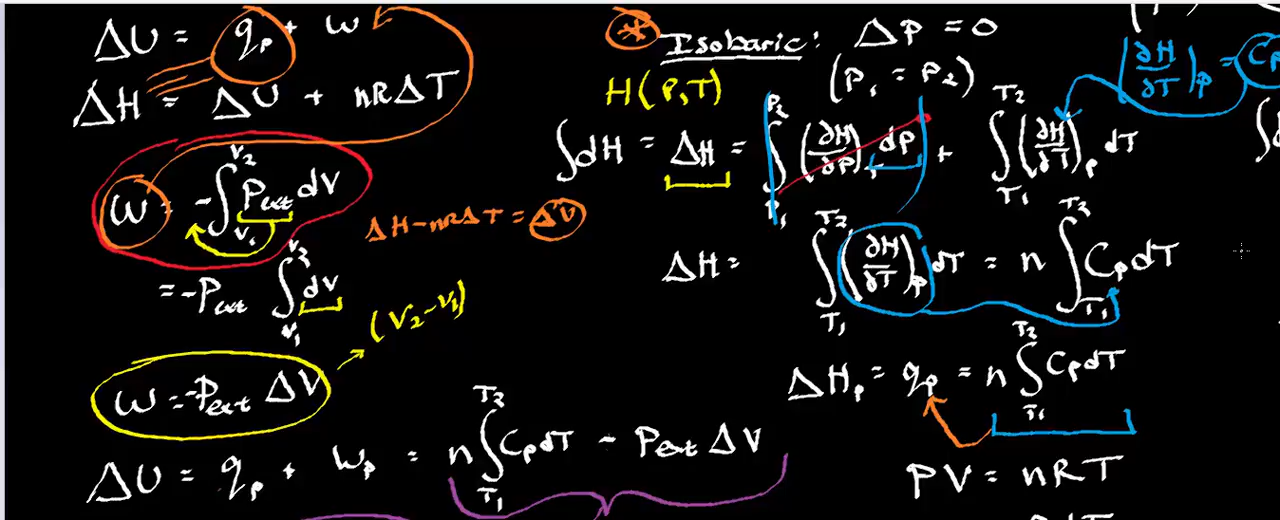 ΔU = q_p + w
ΔH = ΔU + nRΔT
w = -∫_{V₁}^{V₂} P_ext dV
ΔH-nRΔT = ΔU
= -P_ext ∫_{V₁}^{V₂} dV
(V₂-V₁)
w = -P_ext ΔV
ΔU = q_p + w_p = n∫_{T₁}^{T₂} C_p dT - P_ext ΔV
* Isobaric: ΔP = 0
H(P,T) (P₁ = P₂)
∫dH = ΔH = ∫_{P₁}^{P₂} (∂H/∂P)_T dP + ∫_{T₁}^{T₂} (∂H/∂T)_P dT
(∂H/∂T)_P = C_p
ΔH = ∫_{T₁}^{T₂} (∂H/∂T)_P dT = n∫_{T₁}^{T₂} C_p dT
ΔH_p = q_p = n∫_{T₁}^{T₂} C_p dT
PV = nRT